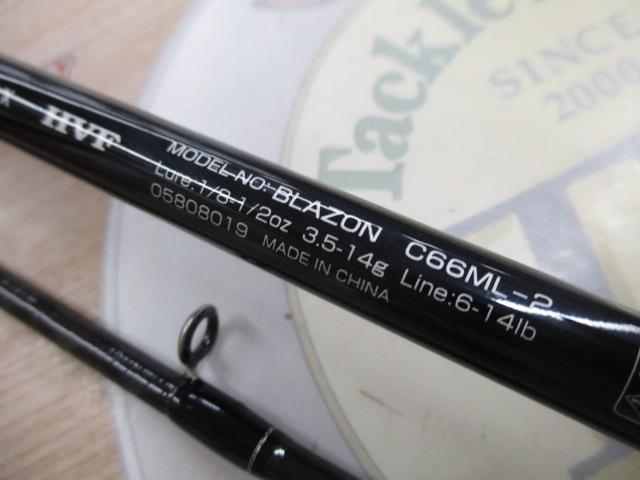 HVF
MODEL NO: BLAZON C66ML-2
Lure:1/8-1/2oz 3.5-14g Line:6-14lb
05808019 MADE IN CHINA
Tackle
SINCE
2000